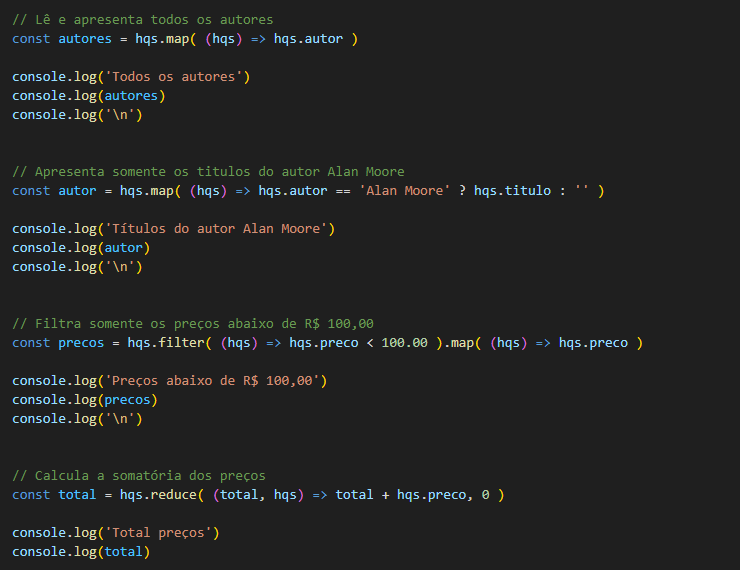 // Lê e apresenta todos os autores
const autores = hqs.map( (hqs) => hqs.autor )
console.log('Todos os autores')
console.log(autores)
console.log('\n')
// Apresenta somente os titulos do autor Alan Moore
const autor = hqs.map( (hqs) => hqs.autor == 'Alan Moore' ? hqs.titulo : '' )
console.log('Títulos do autor Alan Moore')
console.log(autor)
console.log('\n')
// Filtra somente os preços abaixo de R$ 100,00
const precos = hqs.filter( (hqs) => hqs.preco < 100.00 ).map( (hqs) => hqs.preco )
console.log('Preços abaixo de R$ 100,00')
console.log(precos)
console.log('\n')
// Calcula a somatória dos preços
const total = hqs.reduce( (total, hqs) => total + hqs.preco, 0 )
console.log('Total preços')
console.log(total)